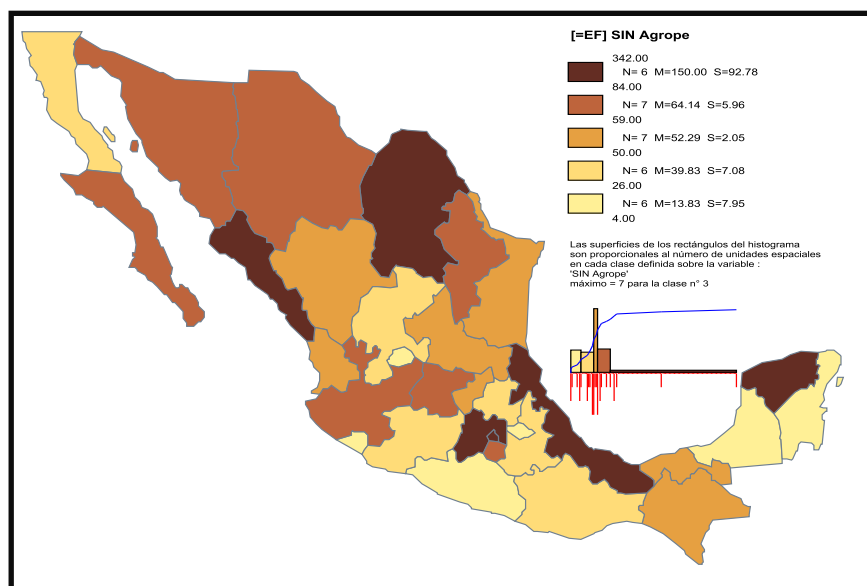 [=EF] SIN Agrope
342.00
N= 6 M=150.00 S=92.78
84.00
N= 7 M=64.14 S=5.96
59.00
N= 7 M=52.29 S=2.05
50.00
N= 6 M=39.83 S=7.08
26.00
N= 6 M=13.83 S=7.95
4.00
Las superficies de los rectángulos del histograma
son proporcionales al número de unidades espaciales
en cada clase definida sobre la variable :
'SIN Agrope'
máximo = 7 para la clase n° 3